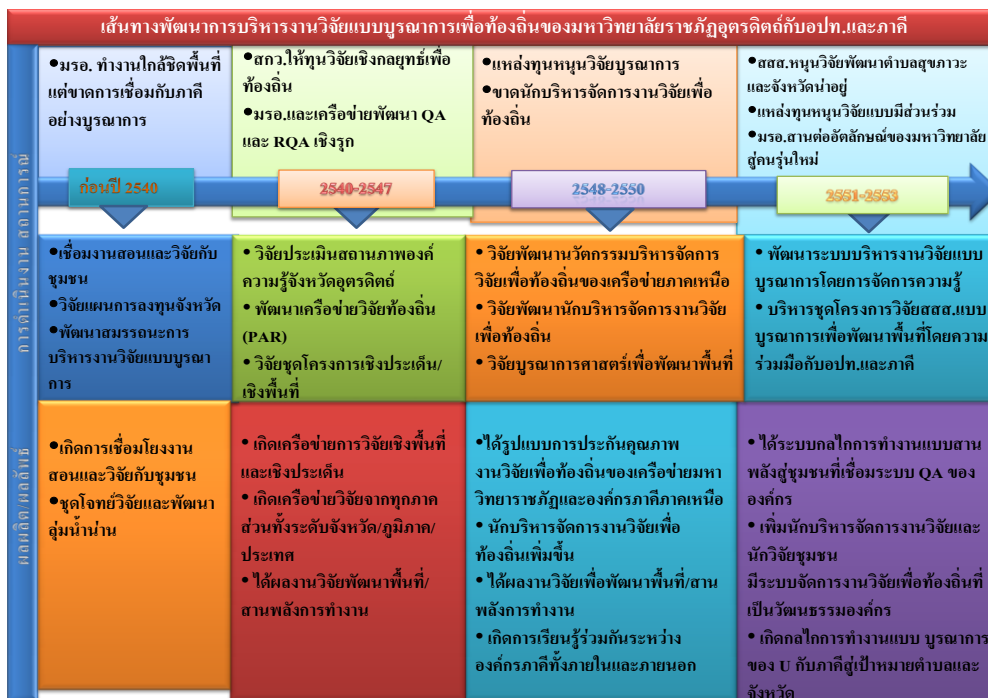 เส้นทางพัฒนาการบริหารงานวิจัยแบบบูรณาการเพื่อท้องถิ่นของมหาวิทยาลัยราชภัฏอุตรดิตถ์กับอปท.และภาคี
สถานการณ์
•มรอ. ทำงานใกล้ชิดพื้นที่
แต่ขาดการเชื่อมกับภาคี
อย่างบูรณาการ
•สกว.ให้ทุนวิจัยเชิงกลยุทธ์เพื่อ
ท้องถิ่น
•มรอ.และเครือข่ายพัฒนา QA
และ RQA เชิงรุก
•แหล่งทุนหนุนวิจัยบูรณาการ
•ขาดนักบริหารจัดการงานวิจัยเพื่อ
ท้องถิ่น
•สสส.หนุนวิจัยพัฒนาตำบลสุขภาวะ
และจังหวัดน่าอยู่
•แหล่งทุนหนุนวิจัยแบบมีส่วนร่วม
•มรอ.สานต่ออัตลักษณ์ของมหาวิทยาลัย
สู่คนรุ่นใหม่
ก่อนปี 2540
2540-2547
2548-2550
2551-2553
การดำเนินงาน
•เชื่อมงานสอนและวิจัยกับ
ชุมชน
•วิจัยแผนการลงทุนจังหวัด
•พัฒนาสมรรถนะการ
บริหารงานวิจัยแบบบูรณา
การ
• วิจัยประเมินสถานภาพองค์
ความรู้จังหวัดอุตรดิตถ์
• พัฒนาเครือข่ายวิจัยท้องถิ่น
(PAR)
• วิจัยชุดโครงการเชิงประเด็น/
เชิงพื้นที่
• วิจัยพัฒนานวัตกรรมบริหารจัดการ
วิจัยเพื่อท้องถิ่นของเครือข่ายภาคเหนือ
• วิจัยพัฒนานักบริหารจัดการงานวิจัย
เพื่อท้องถิ่น
• วิจัยบูรณาการศาสตร์เพื่อพัฒนาพื้นที่
• พัฒนาระบบบริหารงานวิจัยแบบ
บูรณาการโดยการจัดการความรู้
• บริหารชุดโครงการวิจัยสสส.แบบ
บูรณาการเพื่อพัฒนาพื้นที่โดยความ
ร่วมมือกับอปท.และภาคี
ผลผลิต/ผลลัพธ์
•เกิดการเชื่อมโยงงาน
สอนและวิจัยกับชุมชน
•ชุดโจทย์วิจัยและพัฒนา
ลุ่มน้ำน่าน
• เกิดเครือข่ายการวิจัยเชิงพื้นที่
และเชิงประเด็น
• เกิดเครือข่ายวิจัยจากทุกภาค
ส่วนทั้งระดับจังหวัด/ภูมิภาค/
ประเทศ
• ได้ผลงานวิจัยพัฒนาพื้นที่/
สานพลังการทำงาน
•ได้รูปแบบการประกันคุณภาพ
งานวิจัยเพื่อท้องถิ่นของเครือข่ายมหา
วิทยาราชภัฏและองค์กรภาคีภาคเหนือ
• นักบริหารจัดการงานวิจัยเพื่อ
ท้องถิ่นเพิ่มขึ้น
• ได้ผลงานวิจัยเพื่อพัฒนาพื้นที่/สาน
พลังการทำงาน
• เกิดการเรียนรู้ร่วมกันระหว่าง
องค์กรภาคีทั้งภายในและภายนอก
• ได้ระบบกลไกการทำงานแบบสาน
พลังสู่ชุมชนที่เชื่อมระบบ QA ของ
องค์กร
• เพิ่มนักบริหารจัดการงานวิจัยและ
นักวิจัยชุมชน
มีระบบจัดการงานวิจัยเพื่อท้องถิ่นที่
เป็นวัฒนธรรมองค์กร
• เกิดกลไกการทำงานแบบ บูรณาการ
ของ U กับภาคีสู่เป้าหมายตำบลและ
จังหวัด